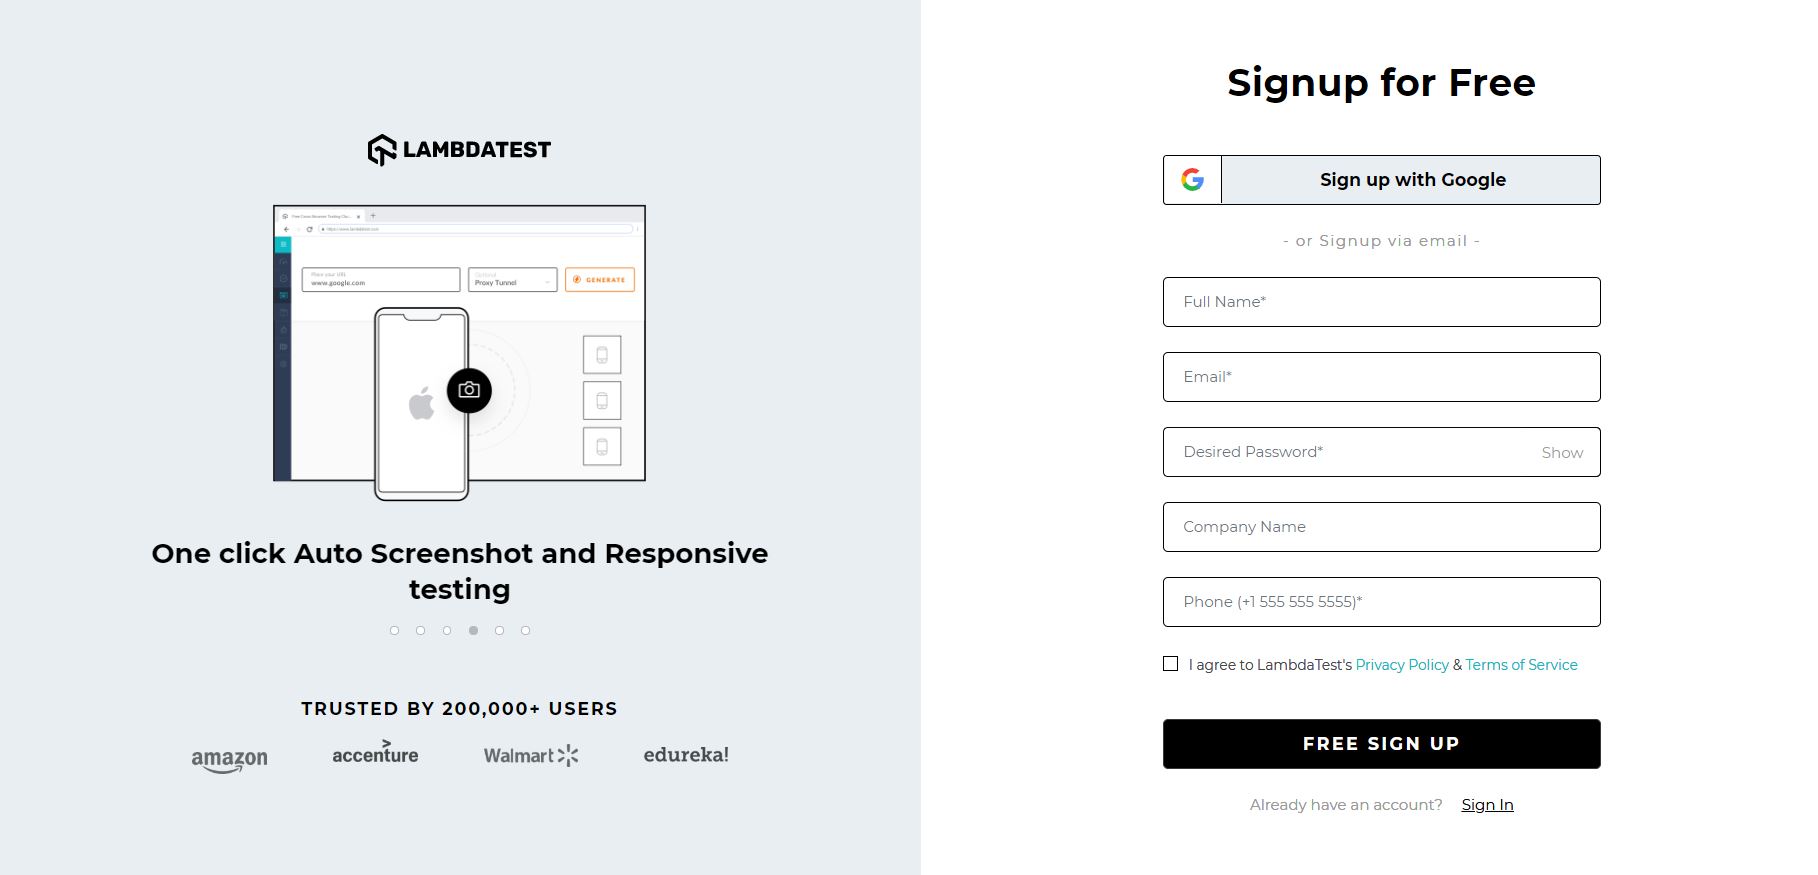 LAMBDATEST
Free Cross Browser Testing Clou...
https://www.lambdatest.com
Place your URL
www.google.com
Optional
Proxy Tunnel
GENERATE
One click Auto Screenshot and Responsive
testing
TRUSTED BY 200,000+ USERS
amazon
accenture
Walmart
edureka!
Signup for Free
Sign up with Google
- or Signup via email -
Full Name*
Email*
Desired Password*
Show
Company Name
Phone (+1 555 555 5555)*
I agree to LambdaTest's Privacy Policy & Terms of Service
FREE SIGN UP
Already have an account? Sign In